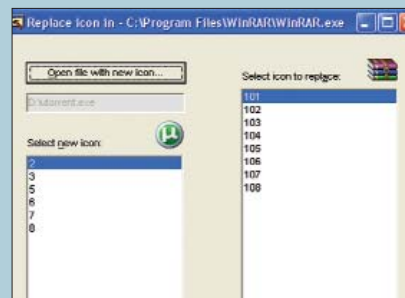 Replace icon in - C:\Program Files\WinRAR\WinRAR.exe
Open file with new icon...
D:\utorrent.exe
Select new icon:
2
3
5
6
7
8
Select icon to replace:
101
102
103
104
105
106
107
108